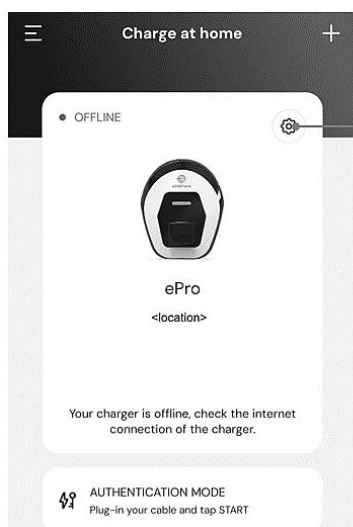 Charge at home
OFFLINE
ePro
<location>
Your charger is offline, check the internet
connection of the charger.
AUTHENTICATION MODE
Plug-in your cable and tap START